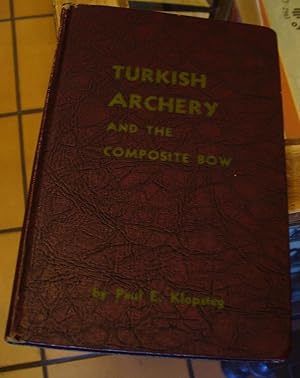 TURKISH
ARCHERY
AND THE
COMPOSITE BOW
by Paul E. Klopsteg